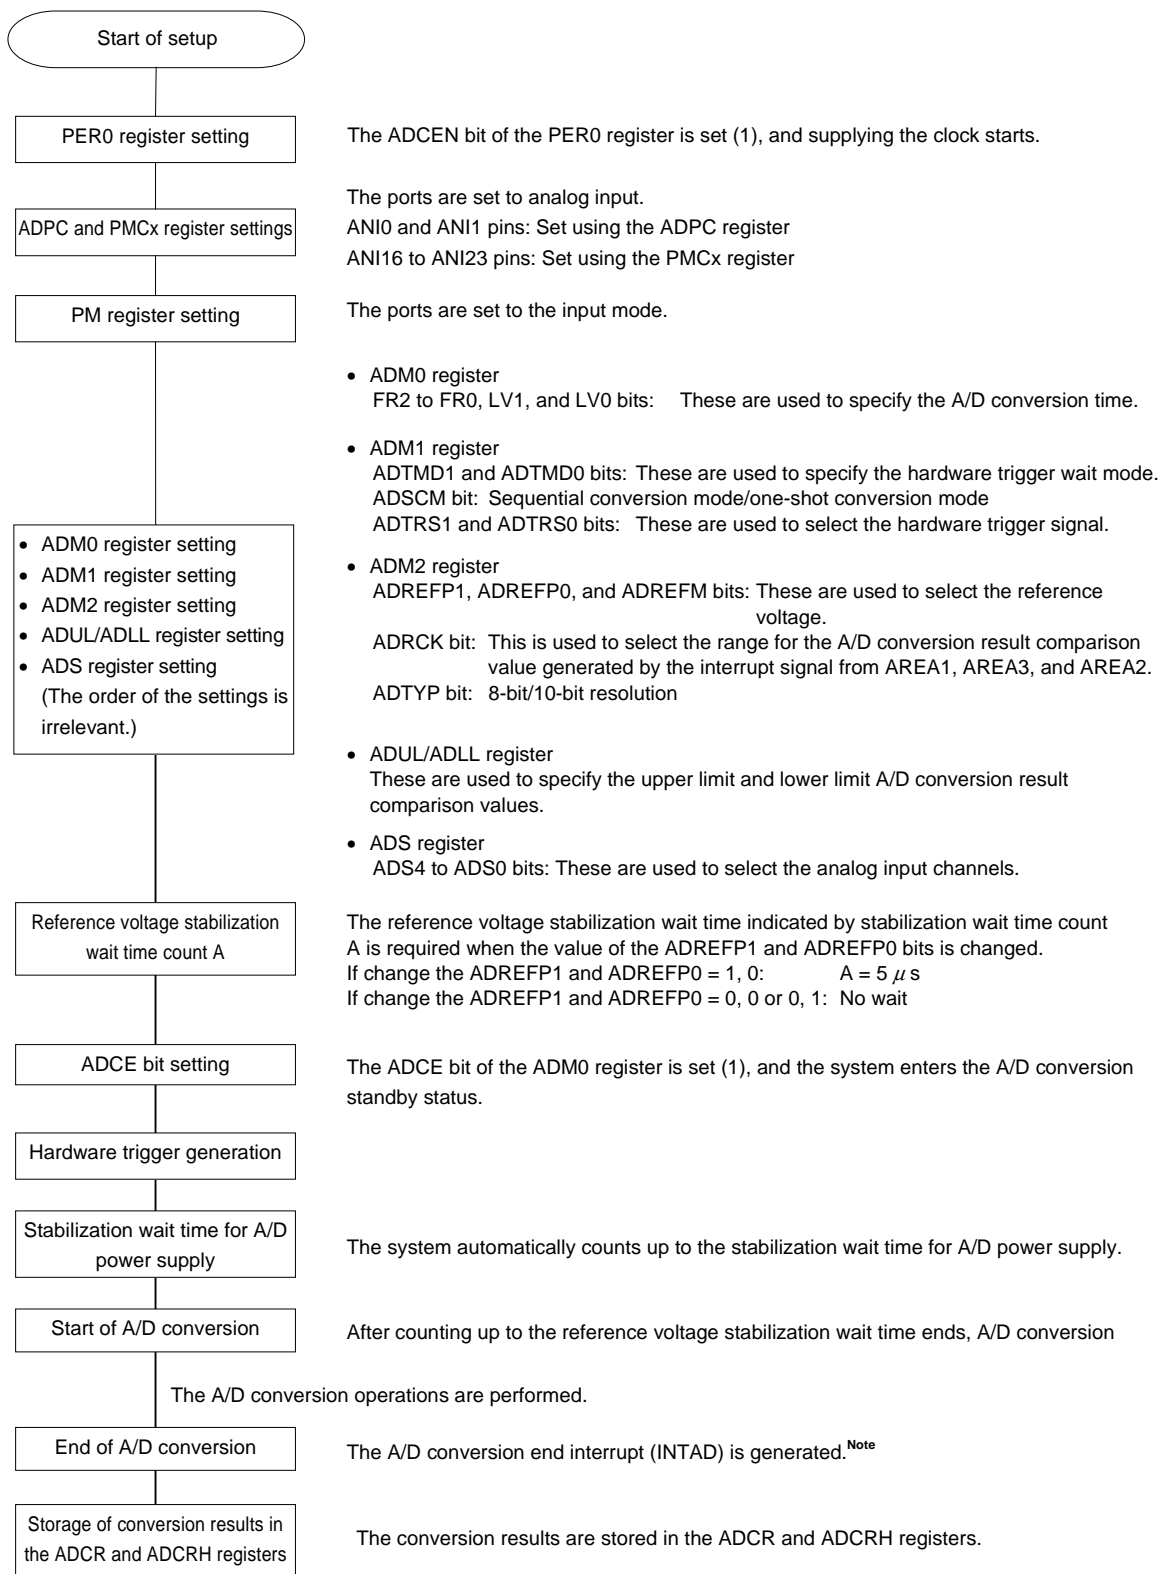 Start of setup
PER0 register setting
The ADCEN bit of the PER0 register is set (1), and supplying the clock starts.
ADPC and PMCx register settings
The ports are set to analog input.
ANI0 and ANI1 pins: Set using the ADPC register
ANI16 to ANI23 pins: Set using the PMCx register
PM register setting
The ports are set to the input mode.
• ADM0 register setting
• ADM1 register setting
• ADM2 register setting
• ADUL/ADLL register setting
• ADS register setting
(The order of the settings is
irrelevant.)
• ADM0 register
FR2 to FR0, LV1, and LV0 bits: These are used to specify the A/D conversion time.
• ADM1 register
ADTMD1 and ADTMD0 bits: These are used to specify the hardware trigger wait mode.
ADSCM bit: Sequential conversion mode/one-shot conversion mode
ADTRS1 and ADTRS0 bits: These are used to select the hardware trigger signal.
• ADM2 register
ADREFP1, ADREFP0, and ADREFM bits: These are used to select the reference
voltage.
ADRCK bit: This is used to select the range for the A/D conversion result comparison
value generated by the interrupt signal from AREA1, AREA3, and AREA2.
ADTYP bit: 8-bit/10-bit resolution
• ADUL/ADLL register
These are used to specify the upper limit and lower limit A/D conversion result
comparison values.
• ADS register
ADS4 to ADS0 bits: These are used to select the analog input channels.
Reference voltage stabilization
wait time count A
The reference voltage stabilization wait time indicated by stabilization wait time count
A is required when the value of the ADREFP1 and ADREFP0 bits is changed.
If change the ADREFP1 and ADREFP0 = 1, 0: A = 5 μ s
If change the ADREFP1 and ADREFP0 = 0, 0 or 0, 1: No wait
ADCE bit setting
The ADCE bit of the ADM0 register is set (1), and the system enters the A/D conversion
standby status.
Hardware trigger generation
Stabilization wait time for A/D
power supply
The system automatically counts up to the stabilization wait time for A/D power supply.
Start of A/D conversion
After counting up to the reference voltage stabilization wait time ends, A/D conversion
The A/D conversion operations are performed.
End of A/D conversion
The A/D conversion end interrupt (INTAD) is generated.Note
Storage of conversion results in
the ADCR and ADCRH registers
The conversion results are stored in the ADCR and ADCRH registers.